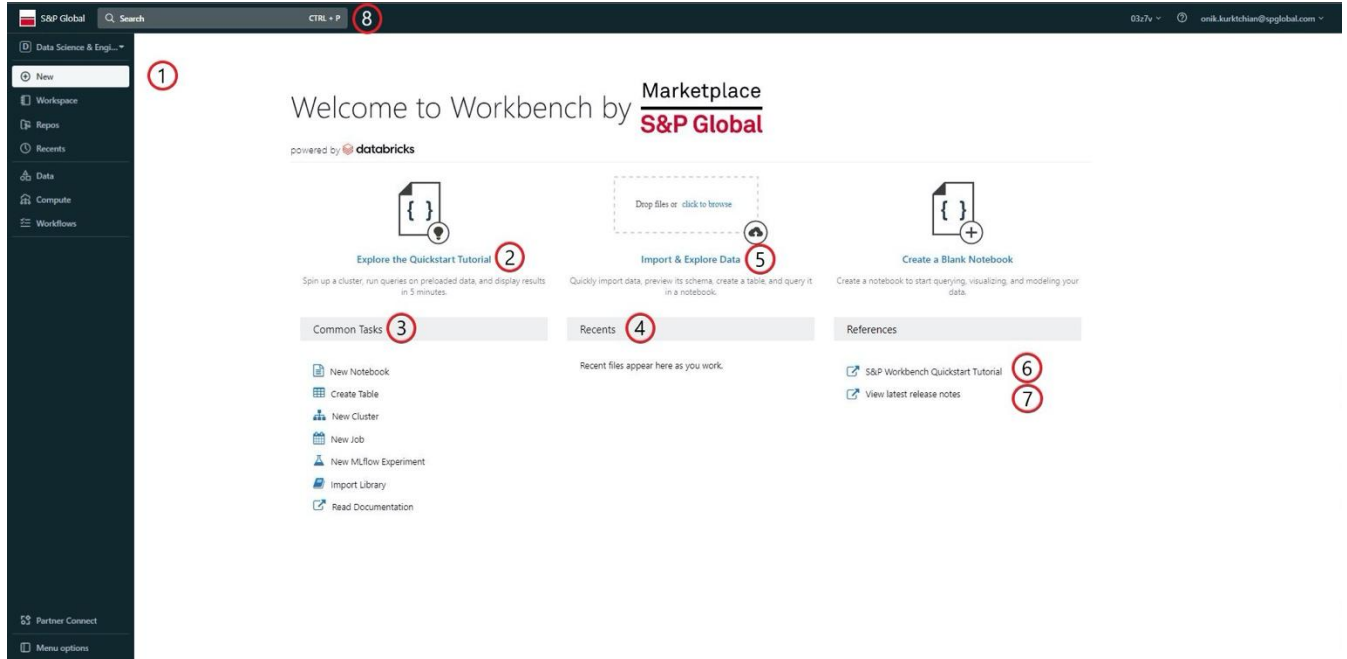 S&P Global
Search
CTRL + P
8
03z7v
onik.kurktchian@spglobal.com
D Data Science & Engi...
New
1
Workspace
Repos
Recents
Data
Compute
Workflows
Partner Connect
Menu options
Welcome to Workbench by Marketplace
S&P Global
powered by databricks
{ }
Explore the Quickstart Tutorial 2
Spin up a cluster, run queries on preloaded data, and display results
in 5 minutes.
Drop files or click to browse
Import & Explore Data 5
Quickly import data, preview its schema, create a table, and query it
in a notebook.
{ }
Create a Blank Notebook
Create a notebook to start querying, visualizing, and modeling your
data.
Common Tasks 3
New Notebook
Create Table
New Cluster
New Job
New MLflow Experiment
Import Library
Read Documentation
Recents 4
Recent files appear here as you work.
References
S&P Workbench Quickstart Tutorial 6
View latest release notes 7